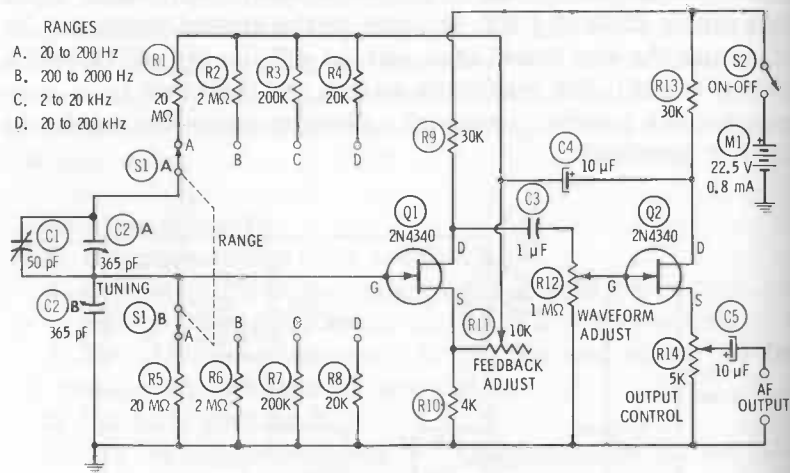 RANGES
A. 20 to 200 Hz
B. 200 to 2000 Hz
C. 2 to 20 kHz
D. 20 to 200 kHz
R1
20
MΩ
R2
2 MΩ
R3
200K
R4
20K
A
B
C
D
S1 A
C1
50 pF
C2 A
365 pF
RANGE
TUNING
C2 B
365 pF
S1 B
A
B
C
D
R5
20 MΩ
R6
2 MΩ
R7
200K
R8
20K
R9
30K
Q1
2N4340
D
G
S
C3
1 μF
C4
10 μF
+
R11
10K
FEEDBACK
ADJUST
R10
4K
R12
1 MΩ
WAVEFORM
ADJUST
R13
30K
Q2
2N4340
D
G
S
R14
5K
OUTPUT
CONTROL
C5
+
10 μF
AF
OUTPUT
S2
ON-OFF
M1
+
22.5 V
0.8 mA